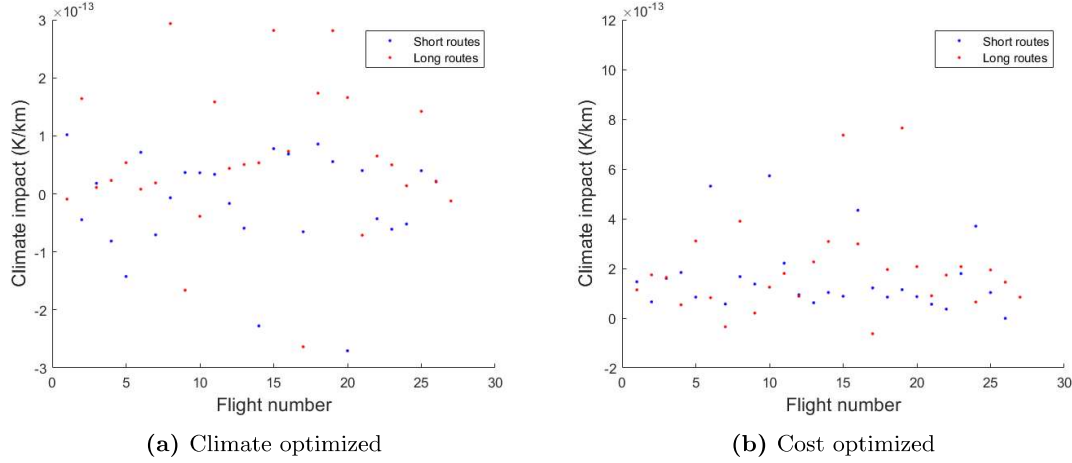 ×10⁻¹³
3
2
1
0
-1
-2
-3
Climate impact (K/km)
0 5 10 15 20 25 30
Flight number
Short routes
Long routes
(a) Climate optimized
×10⁻¹³
12
10
8
6
4
2
0
-2
Climate impact (K/km)
0 5 10 15 20 25 30
Flight number
Short routes
Long routes
(b) Cost optimized